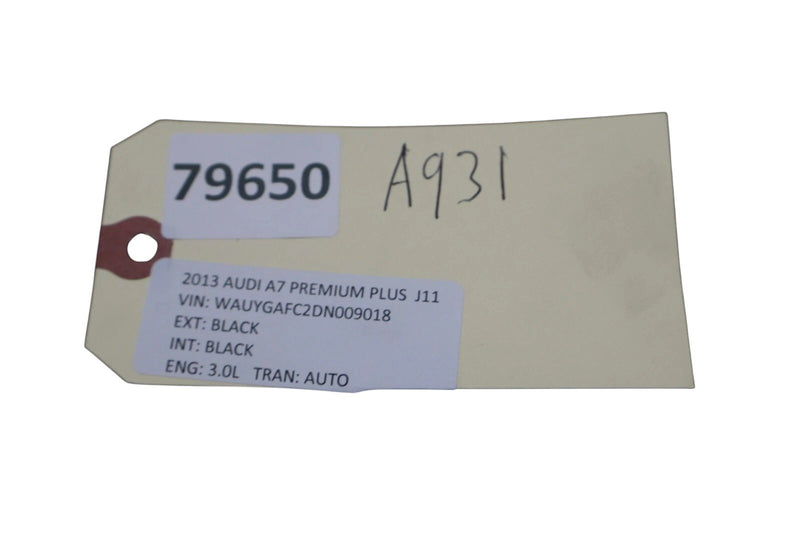 79650
A931
2013 AUDI A7 PREMIUM PLUS J11
VIN: WAUYGAFC2DN009018
EXT: BLACK
INT: BLACK
ENG: 3.0L TRAN: AUTO